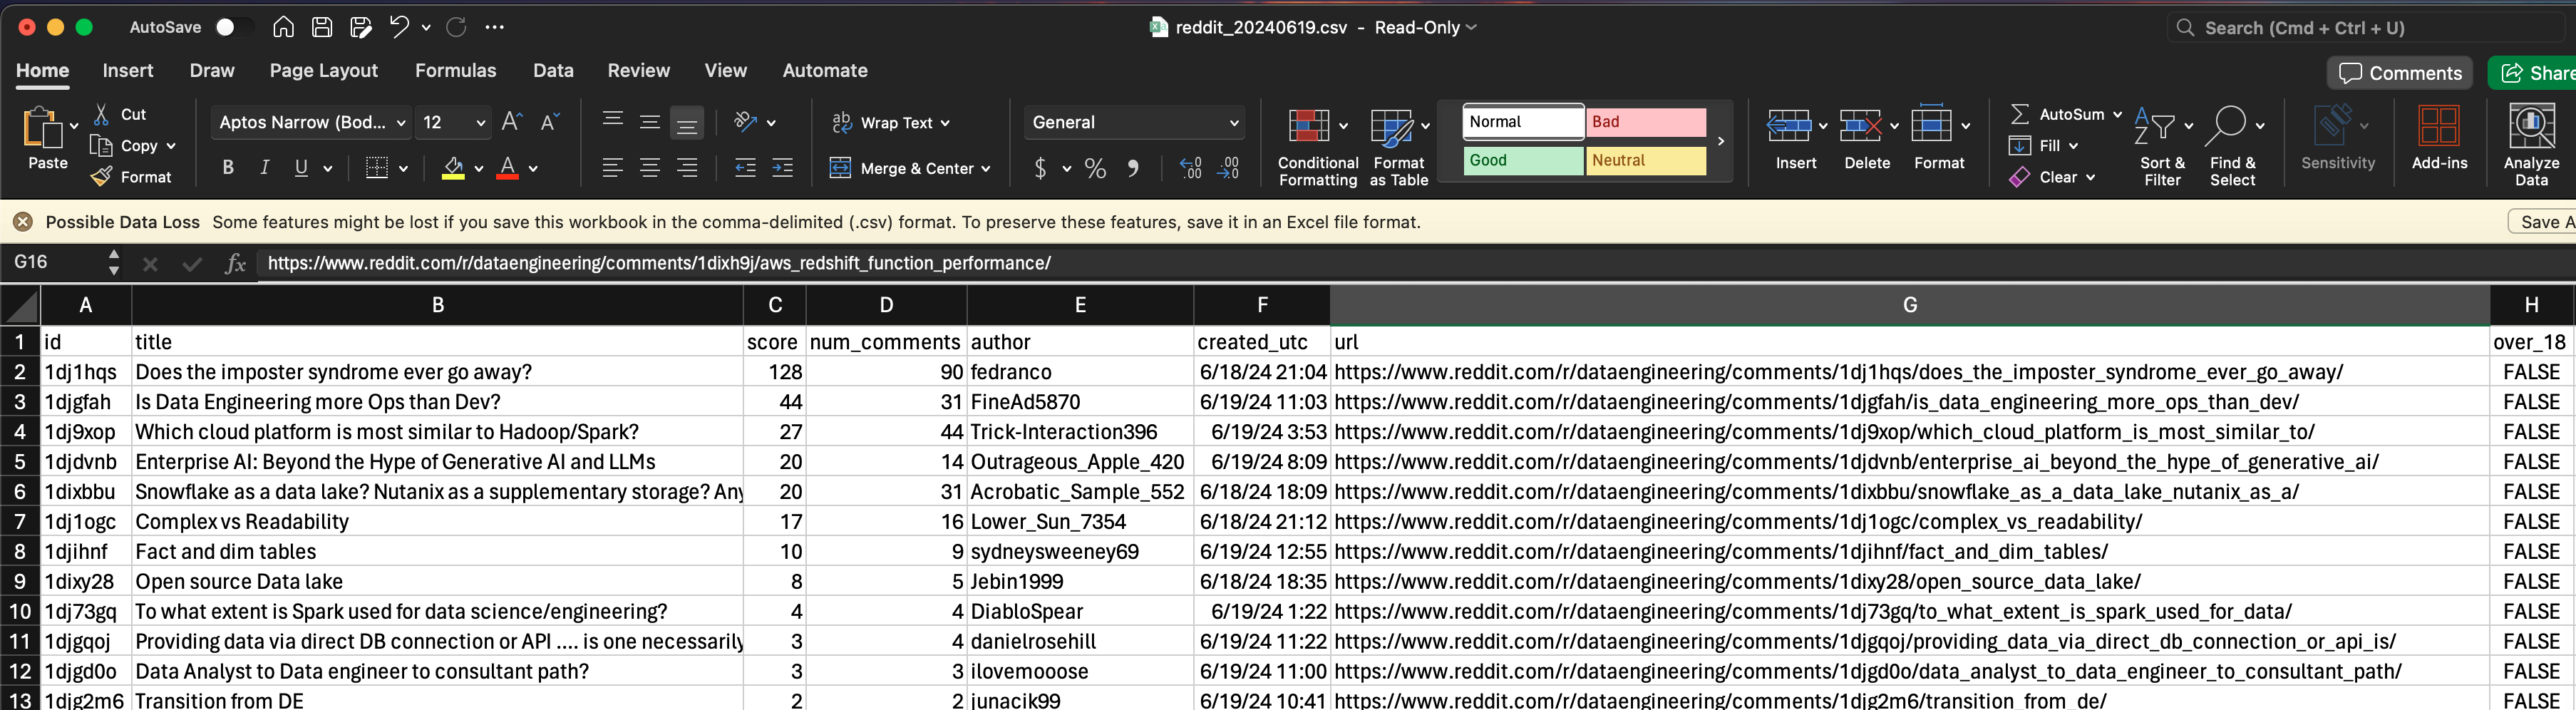 AutoSave reddit_20240619.csv - Read-Only Search (Cmd + Ctrl + U)
Home Insert Draw Page Layout Formulas Data Review View Automate Comments Share
Paste Cut Copy Format Aptos Narrow (Bod... 12 B I U Wrap Text Merge & Center General Conditional Formatting Format as Table Normal Bad Good Neutral Insert Delete Format AutoSum Fill Clear Sort & Filter Find & Select Sensitivity Add-ins Analyze Data
Possible Data Loss Some features might be lost if you save this workbook in the comma-delimited (.csv) format. To preserve these features, save it in an Excel file format. Save A
G16 fx https://www.reddit.com/r/dataengineering/comments/1dixh9j/aws_redshift_function_performance/
A B C D E F G H
1 id title score num_comments author created_utc url over_18
2 1dj1hqs Does the imposter syndrome ever go away? 128 90 fedranco 6/18/24 21:04 https://www.reddit.com/r/dataengineering/comments/1dj1hqs/does_the_imposter_syndrome_ever_go_away/ FALSE
3 1djgfah Is Data Engineering more Ops than Dev? 44 31 FineAd5870 6/19/24 11:03 https://www.reddit.com/r/dataengineering/comments/1djgfah/is_data_engineering_more_ops_than_dev/ FALSE
4 1dj9xop Which cloud platform is most similar to Hadoop/Spark? 27 44 Trick-Interaction396 6/19/24 3:53 https://www.reddit.com/r/dataengineering/comments/1dj9xop/which_cloud_platform_is_most_similar_to/ FALSE
5 1djdvnb Enterprise AI: Beyond the Hype of Generative AI and LLMs 20 14 Outrageous_Apple_420 6/19/24 8:09 https://www.reddit.com/r/dataengineering/comments/1djdvnb/enterprise_ai_beyond_the_hype_of_generative_ai/ FALSE
6 1dixbbu Snowflake as a data lake? Nutanix as a supplementary storage? Any 20 31 Acrobatic_Sample_552 6/18/24 18:09 https://www.reddit.com/r/dataengineering/comments/1dixbbu/snowflake_as_a_data_lake_nutanix_as_a/ FALSE
7 1dj1ogc Complex vs Readability 17 16 Lower_Sun_7354 6/18/24 21:12 https://www.reddit.com/r/dataengineering/comments/1dj1ogc/complex_vs_readability/ FALSE
8 1djihnf Fact and dim tables 10 9 sydneysweeney69 6/19/24 12:55 https://www.reddit.com/r/dataengineering/comments/1djihnf/fact_and_dim_tables/ FALSE
9 1dixy28 Open source Data lake 8 5 Jebin1999 6/18/24 18:35 https://www.reddit.com/r/dataengineering/comments/1dixy28/open_source_data_lake/ FALSE
10 1dj73gq To what extent is Spark used for data science/engineering? 4 4 DiabloSpear 6/19/24 1:22 https://www.reddit.com/r/dataengineering/comments/1dj73gq/to_what_extent_is_spark_used_for_data/ FALSE
11 1djgqoj Providing data via direct DB connection or API .... is one necessarily 3 4 danielrosehill 6/19/24 11:22 https://www.reddit.com/r/dataengineering/comments/1djgqoj/providing_data_via_direct_db_connection_or_api_is/ FALSE
12 1djgd0o Data Analyst to Data engineer to consultant path? 3 3 ilovemooose 6/19/24 11:00 https://www.reddit.com/r/dataengineering/comments/1djgd0o/data_analyst_to_data_engineer_to_consultant_path/ FALSE
13 1djg2m6 Transition from DE 2 2 junacik99 6/19/24 10:41 https://www.reddit.com/r/dataengineering/comments/1djg2m6/transition_from_de/ FALSE